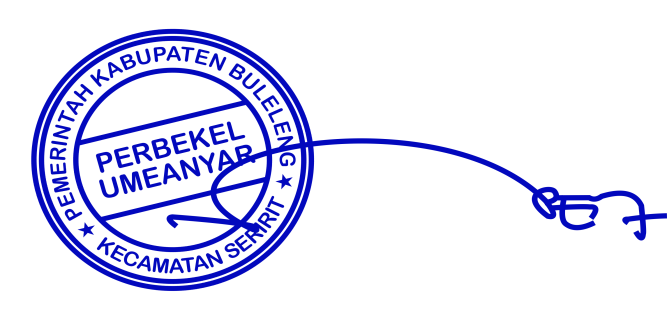 PEMERINTAH KABUPATEN BULELENG
PERBEKEL
UMEANYAR
★ KECAMATAN SERIRIT ★